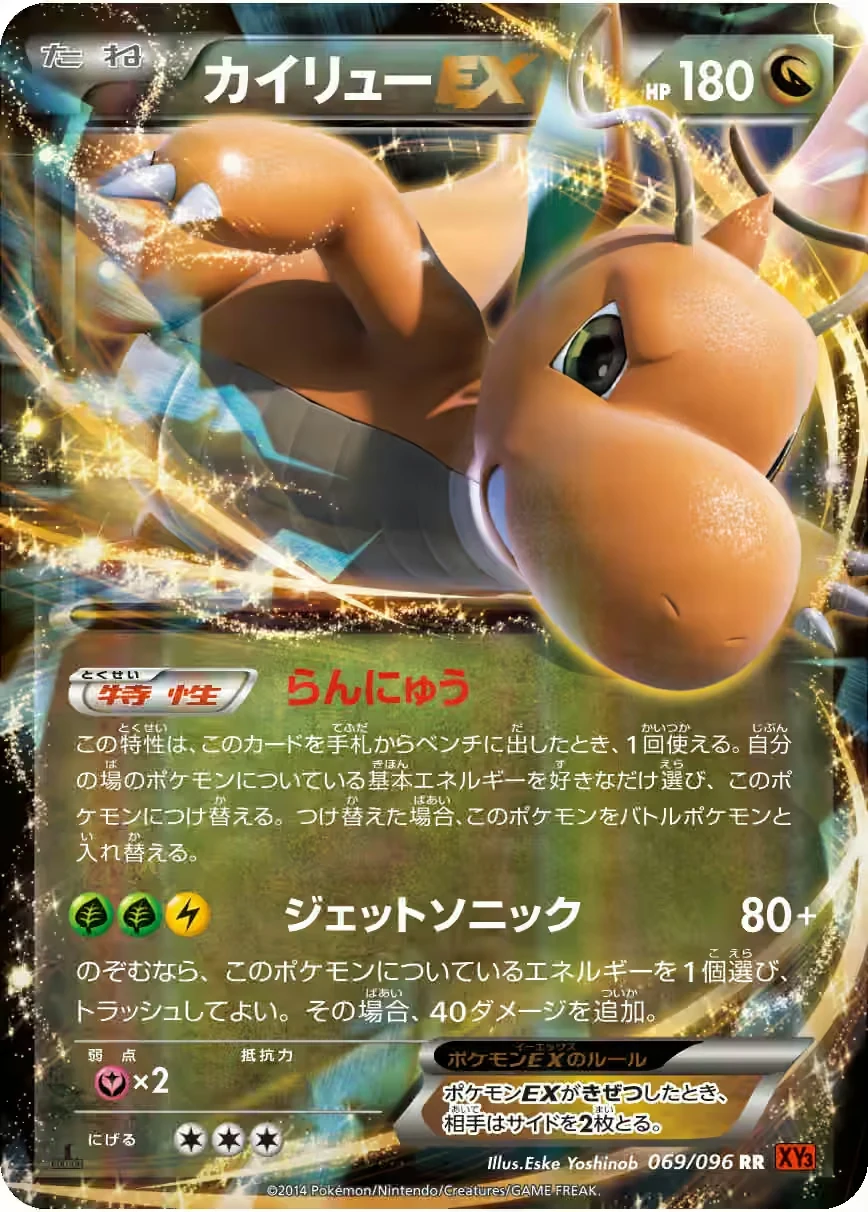 たね
カイリューEX
HP 180
とくせい
特性
らんにゅう
この特性は、このカードを手札からベンチに出したとき、1回使える。自分
の場のポケモンについている基本エネルギーを好きなだけ選び、このポ
ケモンにつけ替える。つけ替えた場合、このポケモンをバトルポケモンと
入れ替える。
ジェットソニック 80+
のぞむなら、このポケモンについているエネルギーを1個選び、
トラッシュしてよい。その場合、40ダメージを追加。
弱点 抵抗力
×2
にげる
イーエックス
ポケモンEXのルール
ポケモンEXがきぜつしたとき、
相手はサイドを2枚とる。
Illus.Eske Yoshinob 069/096 RR XY3
©2014 Pokémon/Nintendo/Creatures/GAME FREAK.